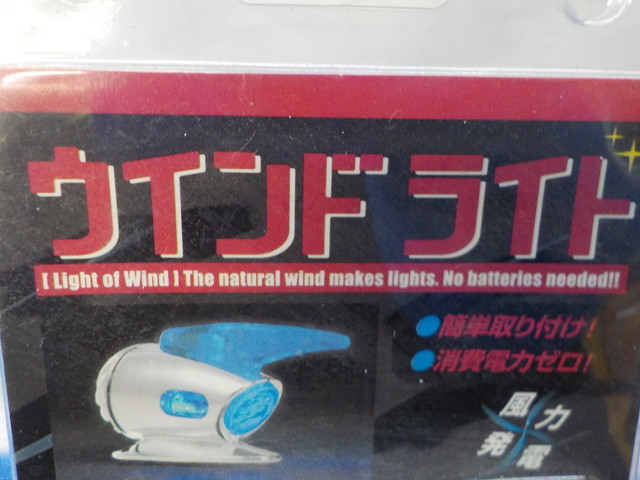 ウインドライト
[ Light of Wind ] The natural wind makes lights. No batteries needed!!
●簡単取り付け!
●消費電力ゼロ!
風力
発電